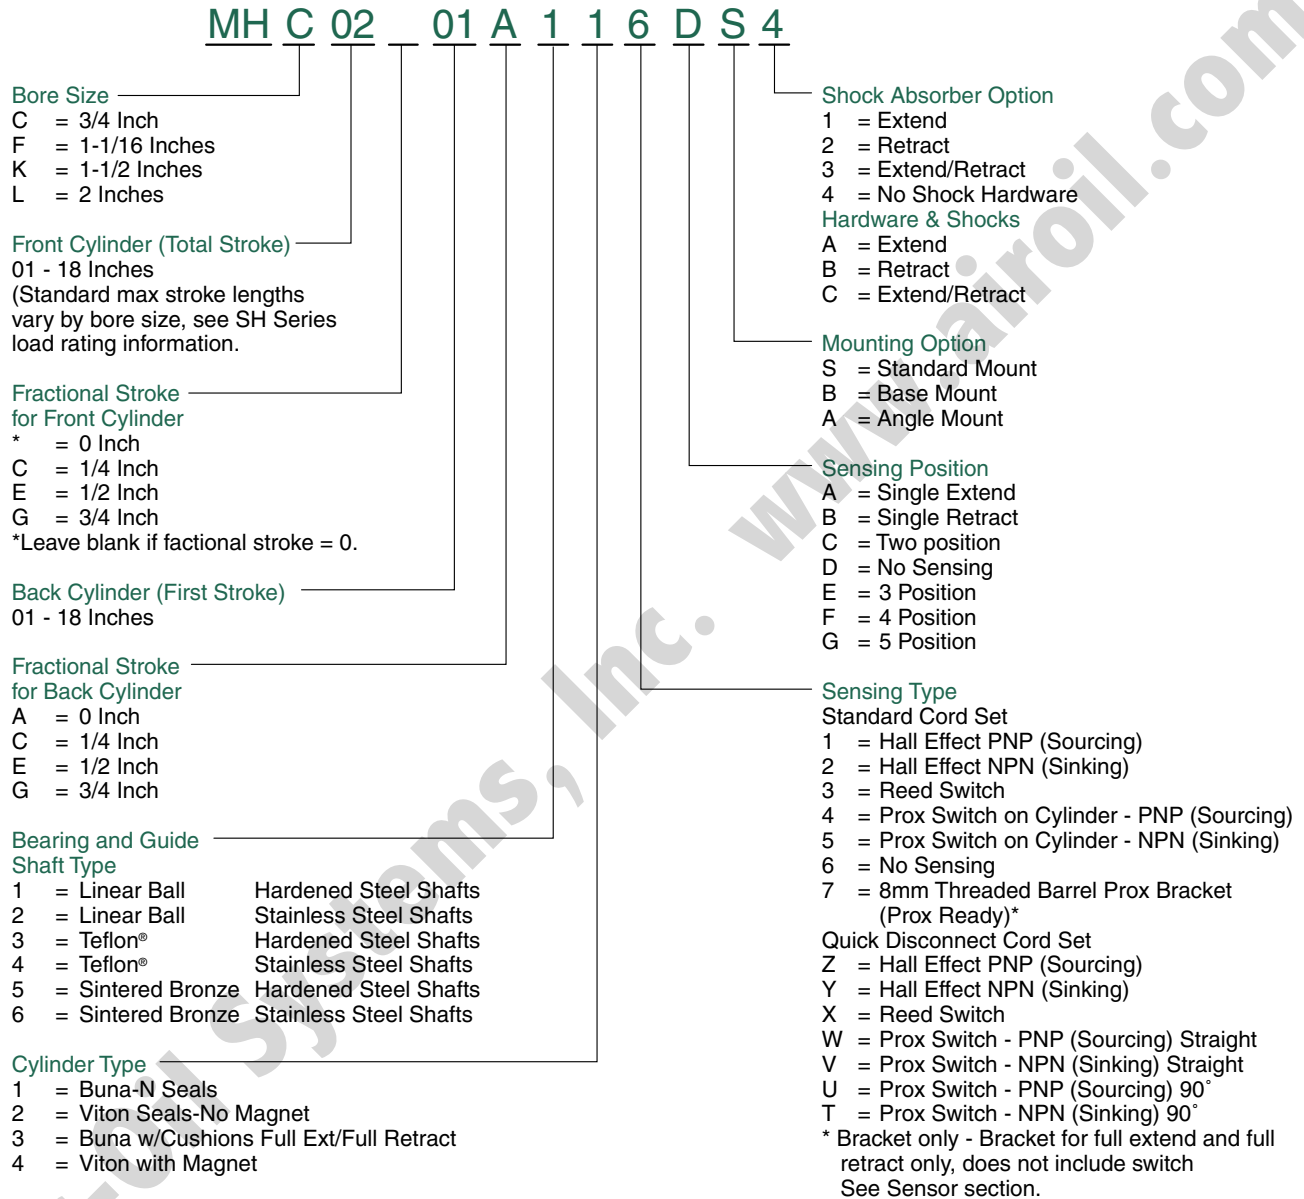 MH C 02 _ 01 A 1 1 6 D S 4
Bore Size
C = 3/4 Inch
F = 1-1/16 Inches
K = 1-1/2 Inches
L = 2 Inches
Front Cylinder (Total Stroke)
01 - 18 Inches
(Standard max stroke lengths
vary by bore size, see SH Series
load rating information.
Fractional Stroke
for Front Cylinder
* = 0 Inch
C = 1/4 Inch
E = 1/2 Inch
G = 3/4 Inch
*Leave blank if factional stroke = 0.
Back Cylinder (First Stroke)
01 - 18 Inches
Fractional Stroke
for Back Cylinder
A = 0 Inch
C = 1/4 Inch
E = 1/2 Inch
G = 3/4 Inch
Bearing and Guide
Shaft Type
1 = Linear Ball Hardened Steel Shafts
2 = Linear Ball Stainless Steel Shafts
3 = Teflon® Hardened Steel Shafts
4 = Teflon® Stainless Steel Shafts
5 = Sintered Bronze Hardened Steel Shafts
6 = Sintered Bronze Stainless Steel Shafts
Cylinder Type
1 = Buna-N Seals
2 = Viton Seals-No Magnet
3 = Buna w/Cushions Full Ext/Full Retract
4 = Viton with Magnet
Shock Absorber Option
1 = Extend
2 = Retract
3 = Extend/Retract
4 = No Shock Hardware
Hardware & Shocks
A = Extend
B = Retract
C = Extend/Retract
Mounting Option
S = Standard Mount
B = Base Mount
A = Angle Mount
Sensing Position
A = Single Extend
B = Single Retract
C = Two position
D = No Sensing
E = 3 Position
F = 4 Position
G = 5 Position
Sensing Type
Standard Cord Set
1 = Hall Effect PNP (Sourcing)
2 = Hall Effect NPN (Sinking)
3 = Reed Switch
4 = Prox Switch on Cylinder - PNP (Sourcing)
5 = Prox Switch on Cylinder - NPN (Sinking)
6 = No Sensing
7 = 8mm Threaded Barrel Prox Bracket
(Prox Ready)*
Quick Disconnect Cord Set
Z = Hall Effect PNP (Sourcing)
Y = Hall Effect NPN (Sinking)
X = Reed Switch
W = Prox Switch - PNP (Sourcing) Straight
V = Prox Switch - NPN (Sinking) Straight
U = Prox Switch - PNP (Sourcing) 90°
T = Prox Switch - NPN (Sinking) 90°
* Bracket only - Bracket for full extend and full
retract only, does not include switch
See Sensor section.
-Oil Systems, Inc. www.airoil.com